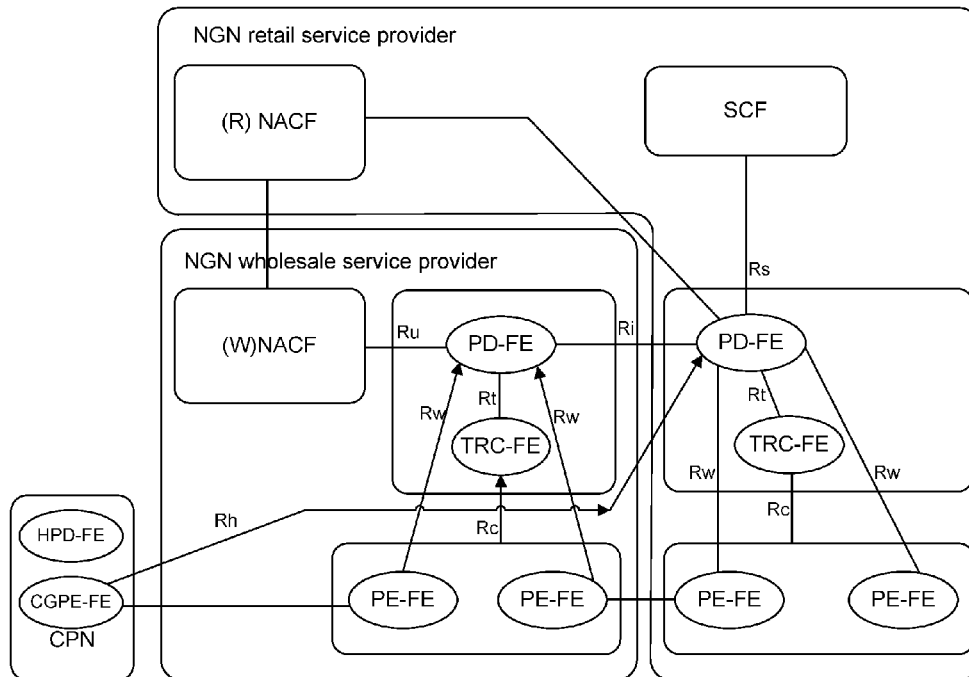 NGN retail service provider
(R) NACF
SCF
NGN wholesale service provider
Rs
(W)NACF
Ru
PD-FE
Ri
PD-FE
Rt
Rt
Rw
Rw
TRC-FE
TRC-FE
Rw
Rw
Rh
Rc
Rc
HPD-FE
CGPE-FE
CPN
PE-FE
PE-FE
PE-FE
PE-FE